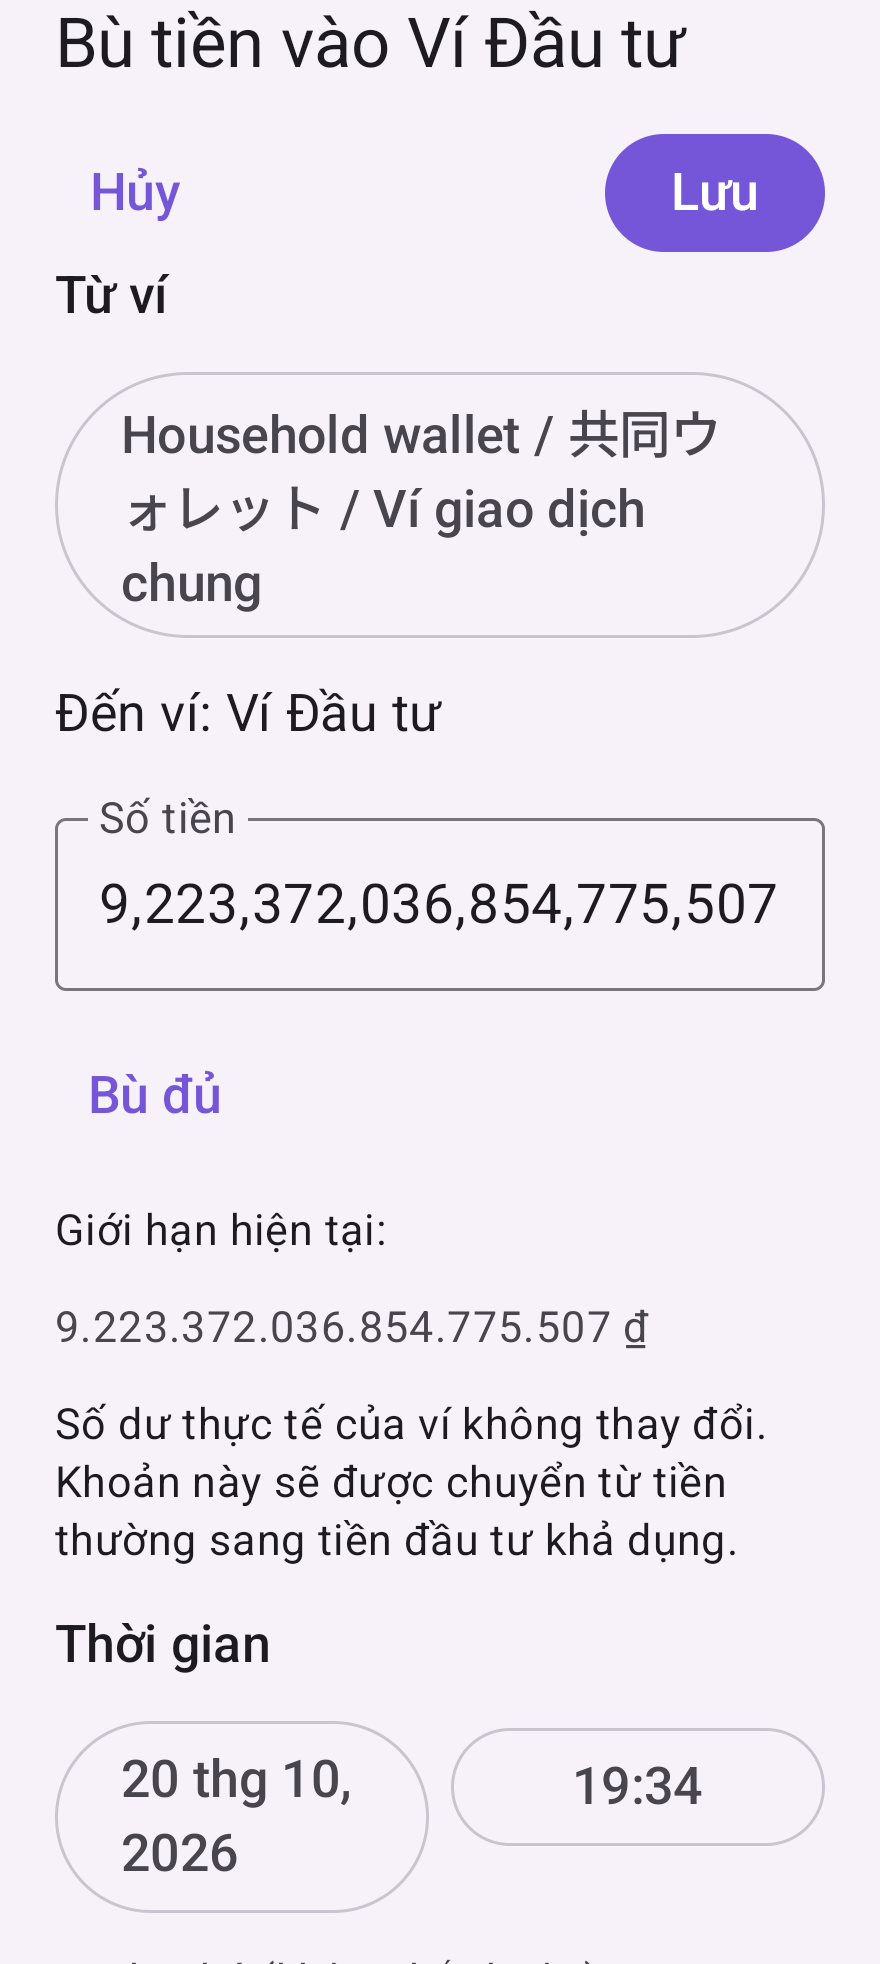 Bù tiền vào Ví Đầu tư
Hủy
Lưu
Từ ví
Household wallet / 共同ウ
ォレット / Ví giao dịch
chung
Đến ví: Ví Đầu tư
Số tiền
9,223,372,036,854,775,507
Bù đủ
Giới hạn hiện tại:
9.223.372.036.854.775.507 ₫
Số dư thực tế của ví không thay đổi.
Khoản này sẽ được chuyển từ tiền
thường sang tiền đầu tư khả dụng.
Thời gian
20 thg 10,
2026
19:34